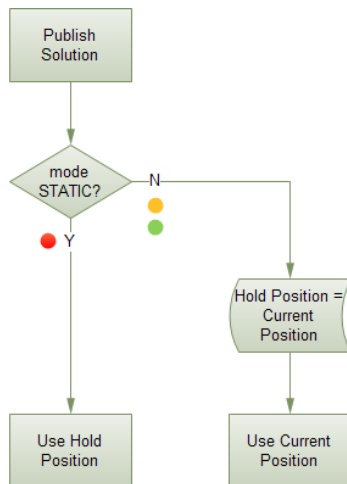 Publish
Solution
mode
STATIC?
N
Y
Hold Position =
Current
Position
Use Hold
Position
Use Current
Position